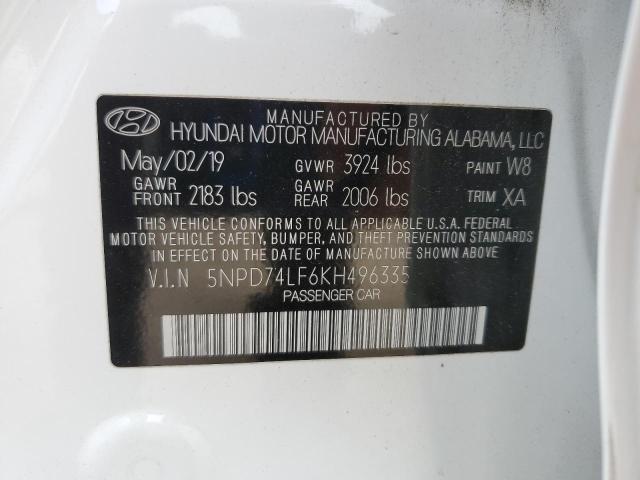 MANUFACTURED BY
HYUNDAI MOTOR MANUFACTURING ALABAMA, LLC
May/02/19 GVWR 3924 lbs PAINT W8
GAWR FRONT 2183 lbs GAWR REAR 2006 lbs TRIM XA
THIS VEHICLE CONFORMS TO ALL APPLICABLE U.S.A. FEDERAL
MOTOR VEHICLE SAFETY, BUMPER, AND THEFT PREVENTION
STANDARDS IN EFFECT ON THE DATE OF MANUFACTURE SHOWN ABOVE.
V.I.N 5NPD74LF6KH496335
PASSENGER CAR